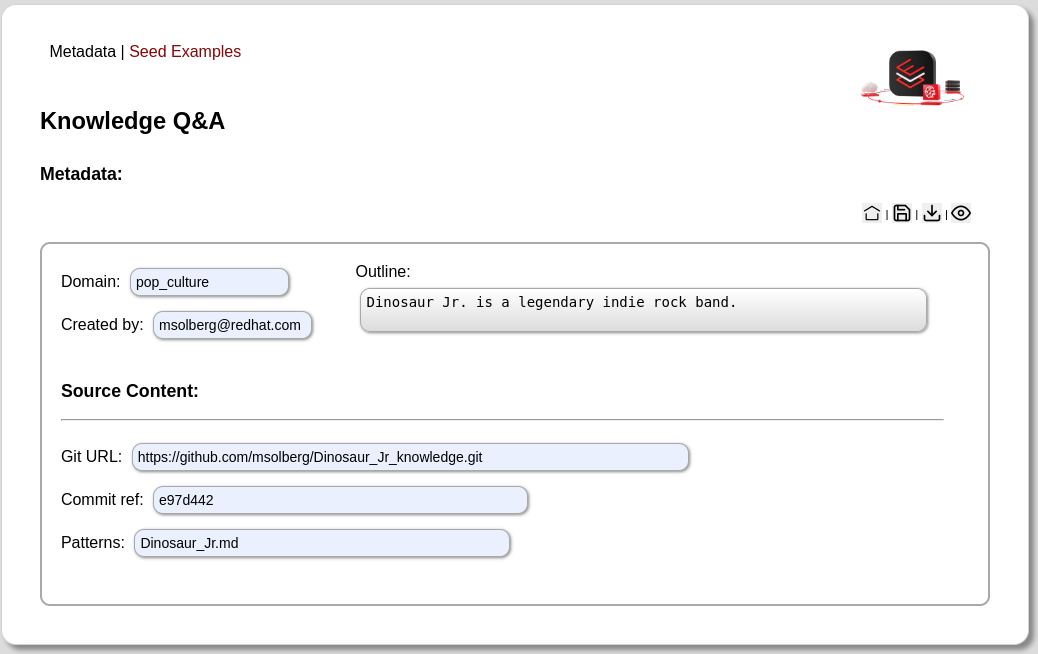 Metadata | Seed Examples
Knowledge Q&A
Metadata:
| | |
Domain: pop_culture
Created by: msolberg@redhat.com
Outline:
Dinosaur Jr. is a legendary indie rock band.
Source Content:
Git URL: https://github.com/msolberg/Dinosaur_Jr_knowledge.git
Commit ref: e97d442
Patterns: Dinosaur_Jr.md